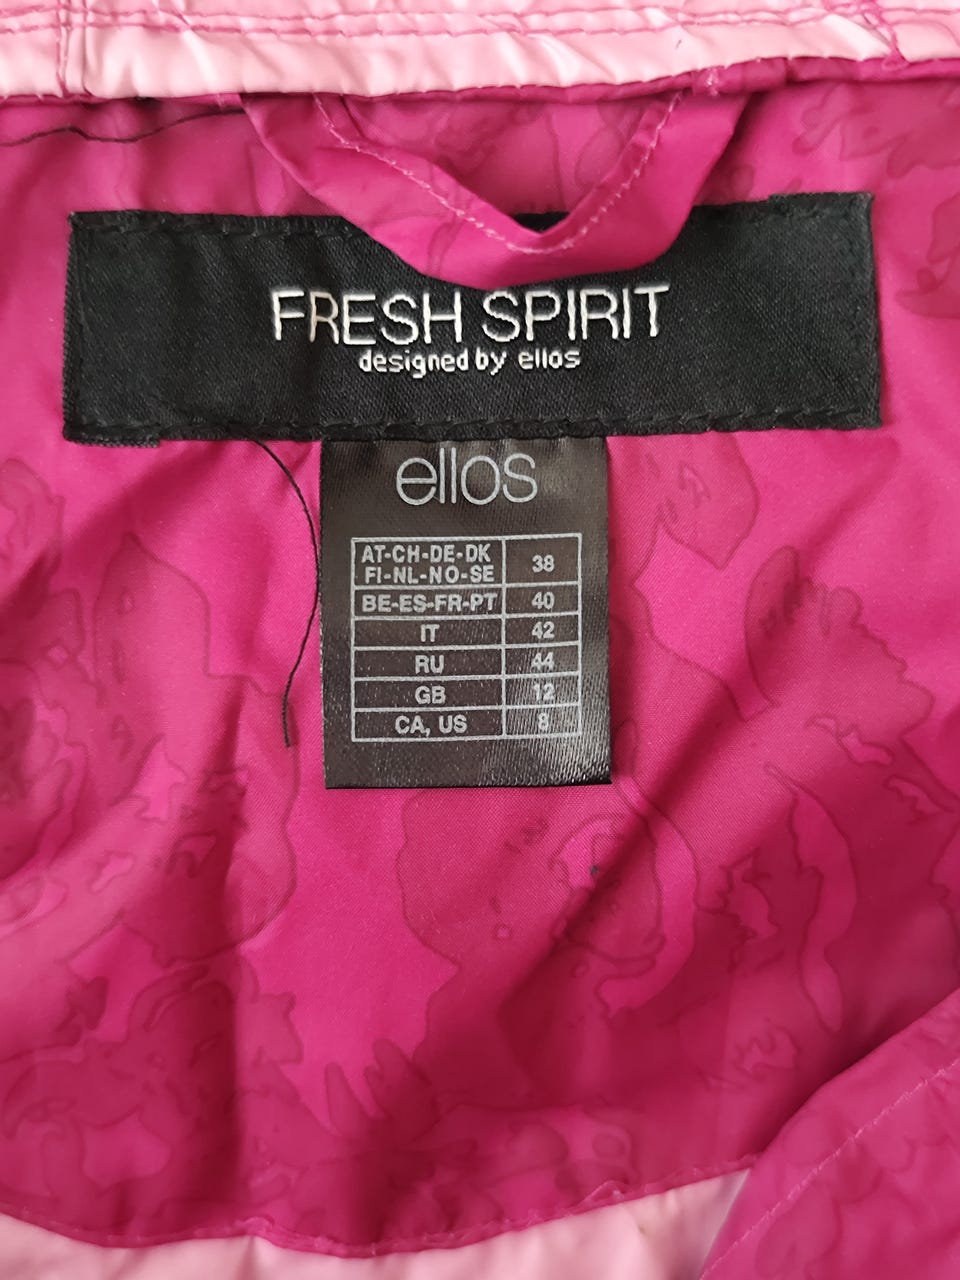 FRESH SPIRIT
designed by ellos
ellos
AT-CH-DE-DK
FI-NL-NO-SE 38
BE-ES-FR-PT 40
IT 42
RU 44
GB 12
CA, US 8